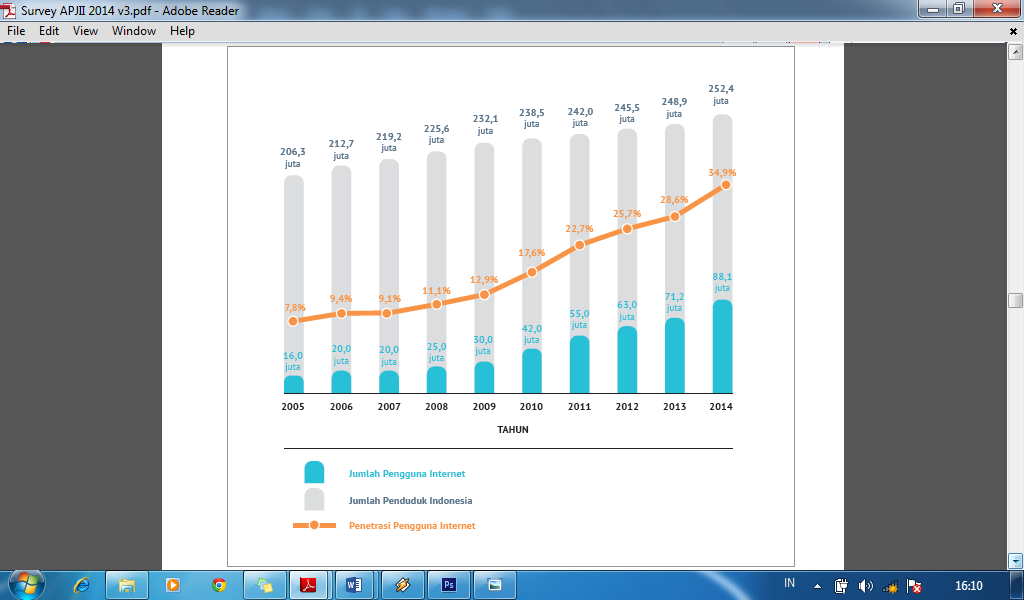 Survey APJII 2014 v3.pdf - Adobe Reader
File Edit View Window Help
252,4
juta
248,9
juta
245,5
juta
242,0
juta
238,5
juta
232,1
juta
225,6
juta
219,2
juta
212,7
juta
206,3
juta
34,9%
28,6%
25,7%
22,7%
17,6%
12,9%
11,1%
9,1%
9,4%
7,8%
88,1
juta
71,2
juta
63,0
juta
55,0
juta
42,0
juta
30,0
juta
25,0
juta
20,0
juta
20,0
juta
16,0
juta
2005 2006 2007 2008 2009 2010 2011 2012 2013 2014
TAHUN
Jumlah Pengguna Internet
Jumlah Penduduk Indonesia
Penetrasi Pengguna Internet
Ps
IN
16:10